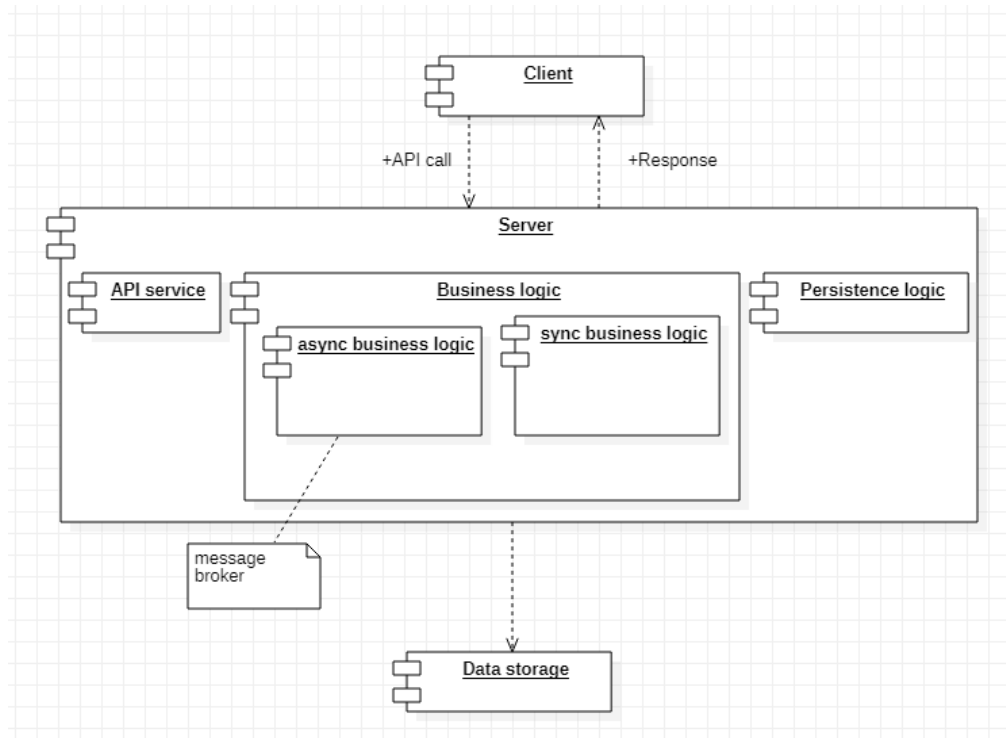 Client
+API call
+Response
Server
API service
Business logic
Persistence logic
async business logic
sync business logic
message
broker
Data storage